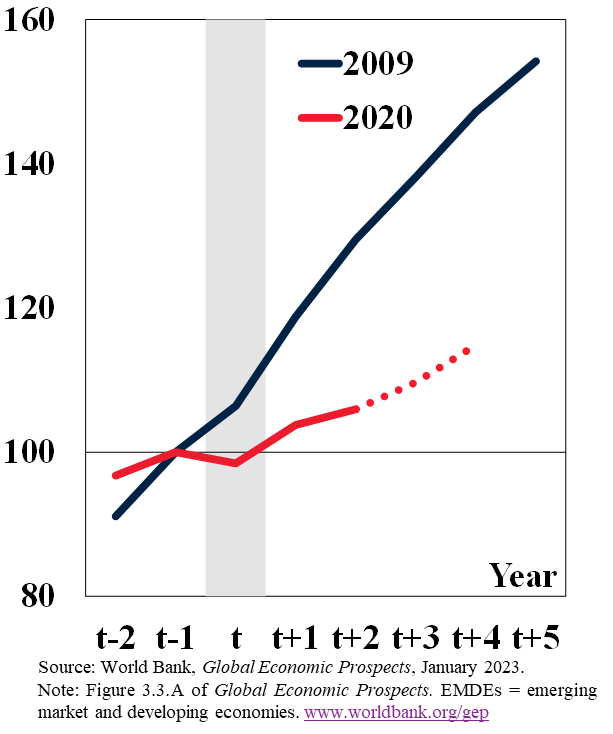 160
2009
2020
140
120
100
80
Year
t-2 t-1 t t+1 t+2 t+3 t+4 t+5
Source: World Bank, Global Economic Prospects, January 2023.
Note: Figure 3.3.A of Global Economic Prospects. EMDEs = emerging
market and developing economies. www.worldbank.org/gep